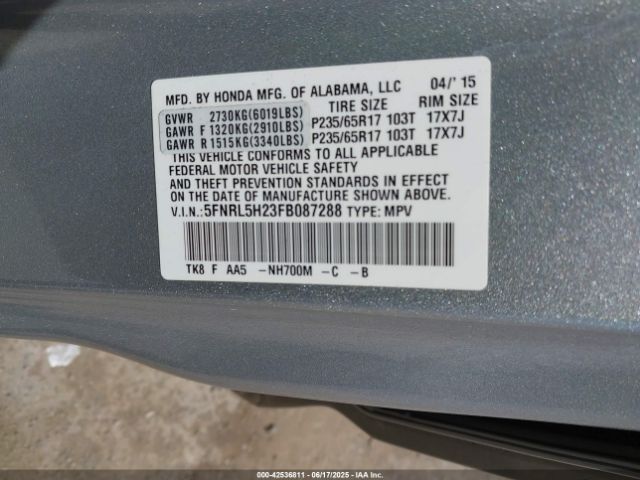 MFD. BY HONDA MFG. OF ALABAMA, LLC 04/'15
TIRE SIZE RIM SIZE
GVWR 2730KG(6019LBS)
GAWR F 1320KG(2910LBS) P235/65R17 103T 17X7J
GAWR R 1515KG(3340LBS) P235/65R17 103T 17X7J
THIS VEHICLE CONFORMS TO ALL APPLICABLE
FEDERAL MOTOR VEHICLE SAFETY
AND THEFT PREVENTION STANDARDS IN EFFECT
ON THE DATE OF MANUFACTURE SHOWN ABOVE.
V.I.N.:5FNRL5H23FB087288 TYPE: MPV
TK8 F AA5 -NH700M -C -B
000-42536811 - 06/17/2025 - IAA Inc.